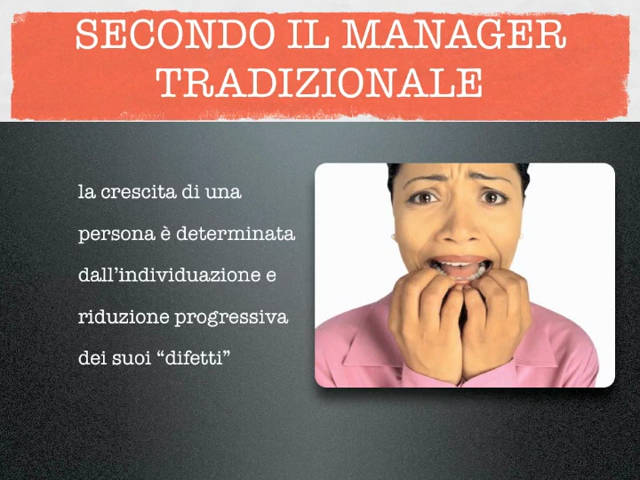 SECONDO IL MANAGER
TRADIZIONALE
la crescita di una
persona è determinata
dall’individuazione e
riduzione progressiva
dei suoi “difetti”